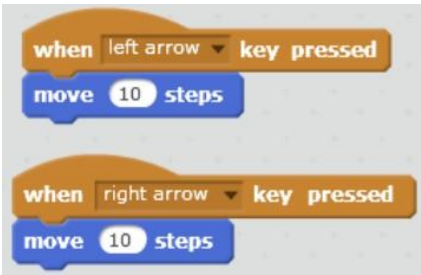 when left arrow key pressed
move 10 steps
when right arrow key pressed
move 10 steps